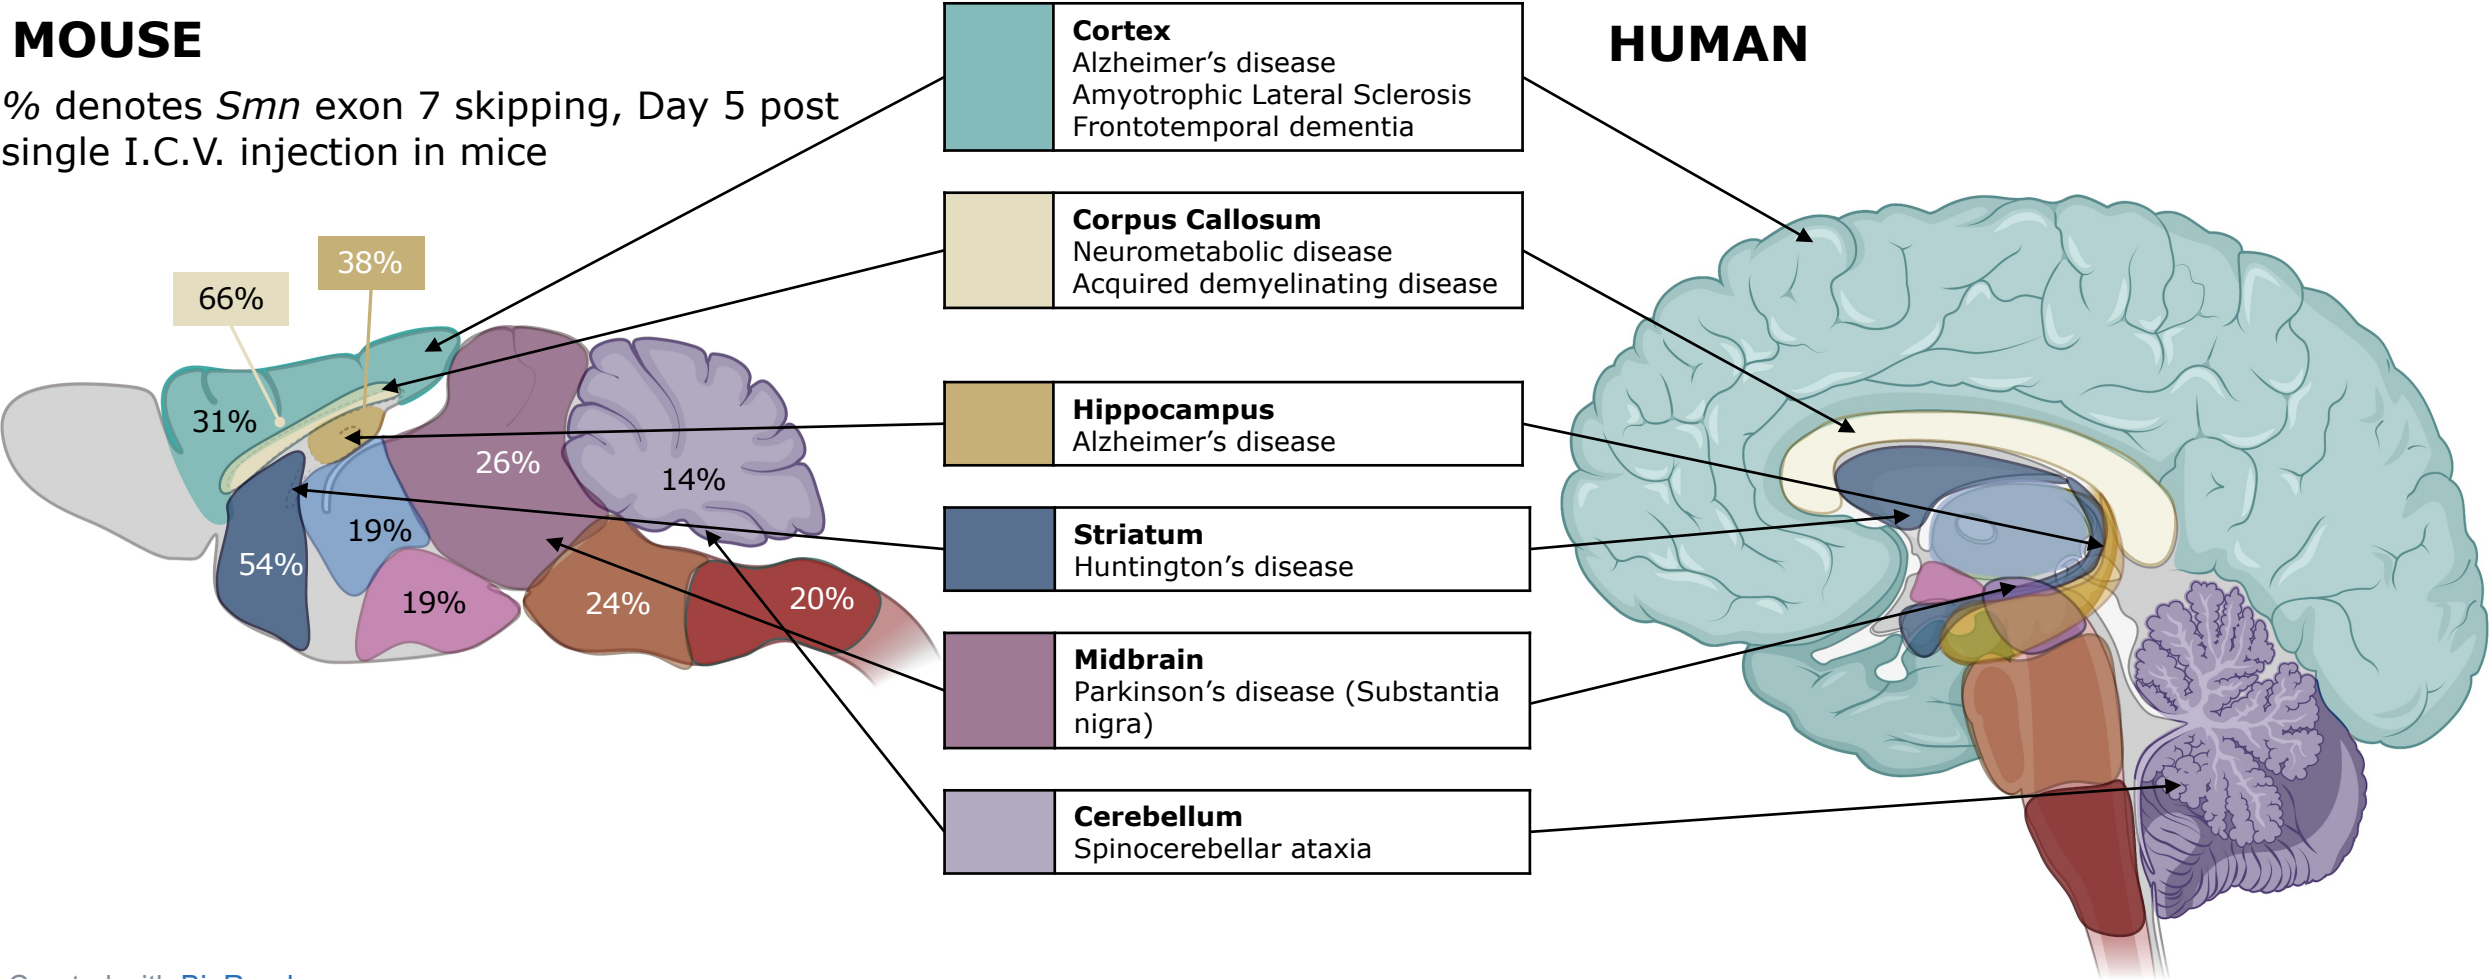 MOUSE
% denotes Smn exon 7 skipping, Day 5 post
single I.C.V. injection in mice
66%
38%
31%
26%
14%
19%
54%
19%
24%
20%
Cortex
Alzheimer’s disease
Amyotrophic Lateral Sclerosis
Frontotemporal dementia
Corpus Callosum
Neurometabolic disease
Acquired demyelinating disease
Hippocampus
Alzheimer’s disease
Striatum
Huntington’s disease
Midbrain
Parkinson’s disease (Substantia
nigra)
Cerebellum
Spinocerebellar ataxia
HUMAN